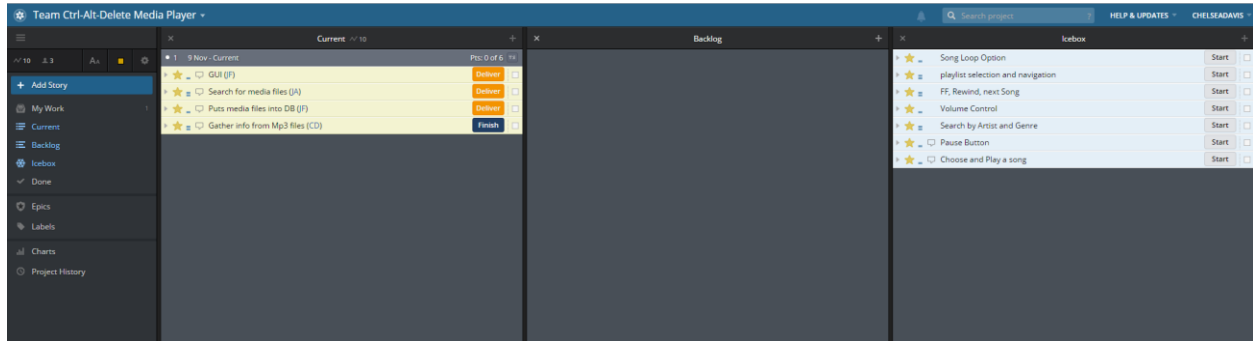 Team Ctrl-Alt-Delete Media Player
Search project
?
HELP & UPDATES
CHELSEADAVIS
10
3
AA
+ Add Story
My Work
1
Current
Backlog
Icebox
Done
Epics
Labels
Charts
Project History
× Current 10 +
1 9 Nov - Current Pts: 0 of 6
GUI (JF) Deliver
Search for media files (JA) Deliver
Puts media files into DB (JF) Deliver
Gather info from Mp3 files (CD) Finish
× Backlog +
× Icebox +
Song Loop Option Start
playlist selection and navigation Start
FF, Rewind, next Song Start
Volume Control Start
Search by Artist and Genre Start
Pause Button Start
Choose and Play a song Start